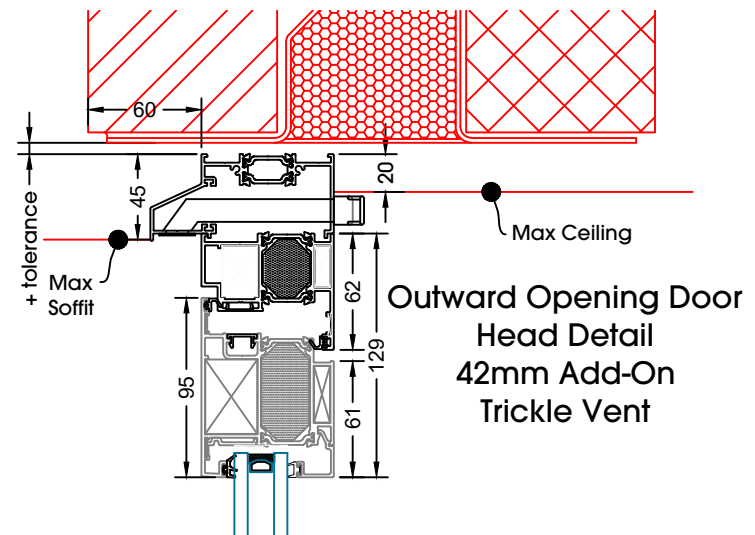 60
45
20
+ tolerance
Max Ceiling
Max
Soffit
62
129
95
61
Outward Opening Door
Head Detail
42mm Add-On
Trickle Vent